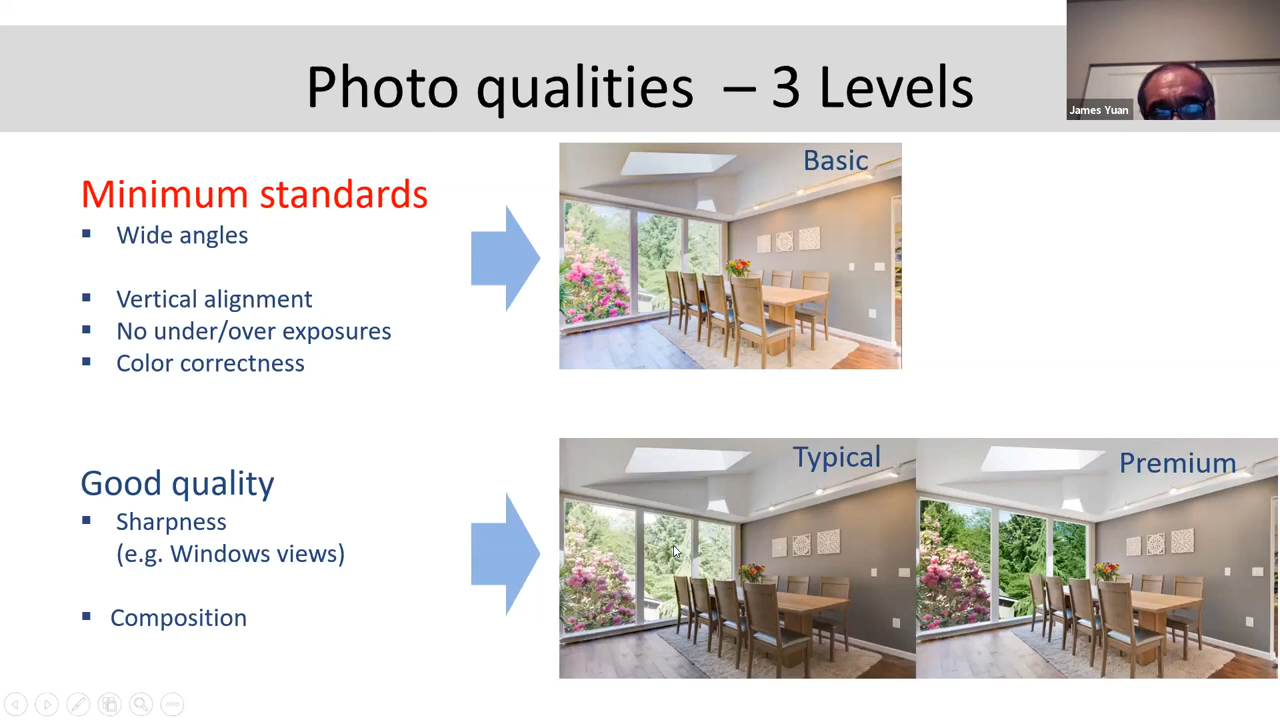 Photo qualities – 3 Levels
James Yuan
Minimum standards
Wide angles
Vertical alignment
No under/over exposures
Color correctness
Basic
Good quality
Sharpness
(e.g. Windows views)
Composition
Typical
Premium